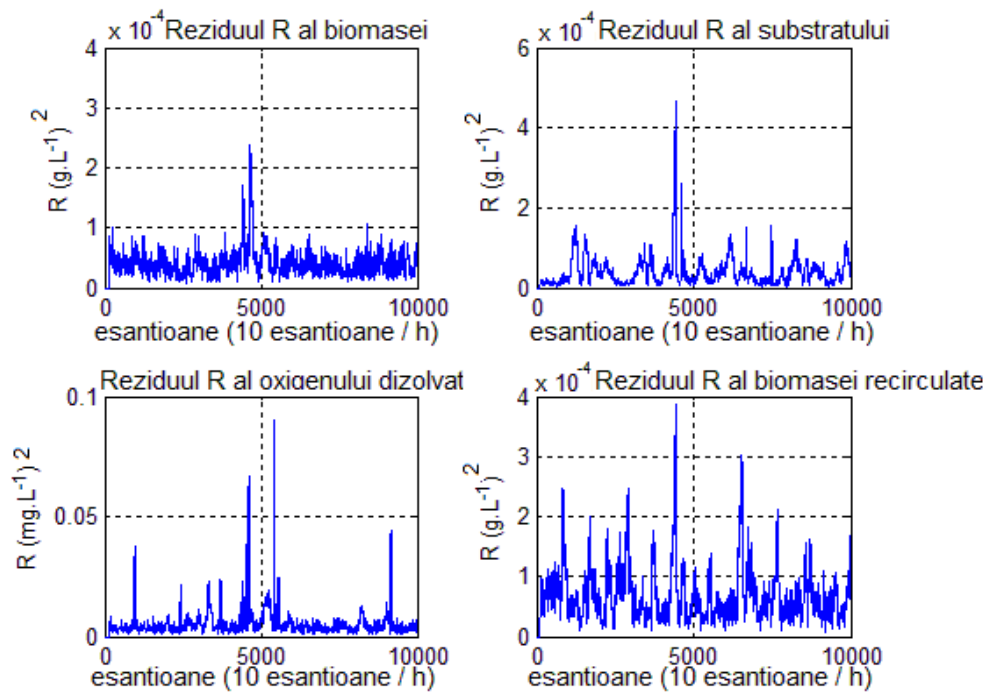 x 10⁻⁴ Reziduul R al biomasei
4
3
2
1
0
R (g.L⁻¹) ²
0 5000 10000
esantioane (10 esantioane / h)
x 10⁻⁴ Reziduul R al substratului
6
4
2
0
R (g.L⁻¹) ²
0 5000 10000
esantioane (10 esantioane / h)
Reziduul R al oxigenului dizolvat
0.1
0.05
0
R (mg.L⁻¹) ²
0 5000 10000
esantioane (10 esantioane / h)
x 10⁻⁴ Reziduul R al biomasei recirculate
4
3
2
1
0
R (g.L⁻¹) ²
0 5000 10000
esantioane (10 esantioane / h)